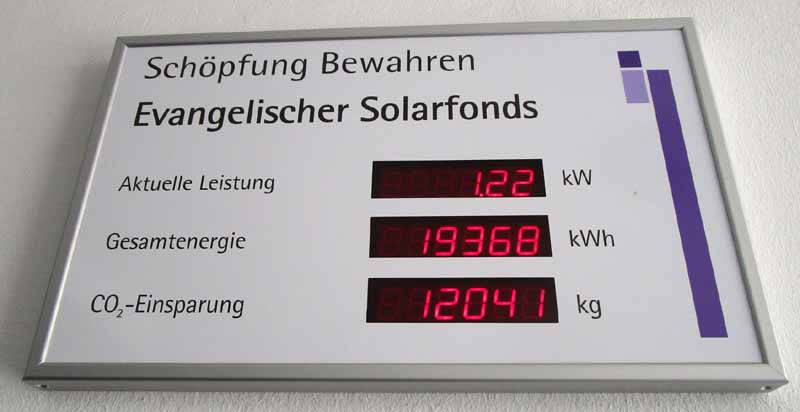 Schöpfung Bewahren
Evangelischer Solarfonds
Aktuelle Leistung 1.22 kW
Gesamtenergie 19368 kWh
CO₂-Einsparung 12041 kg